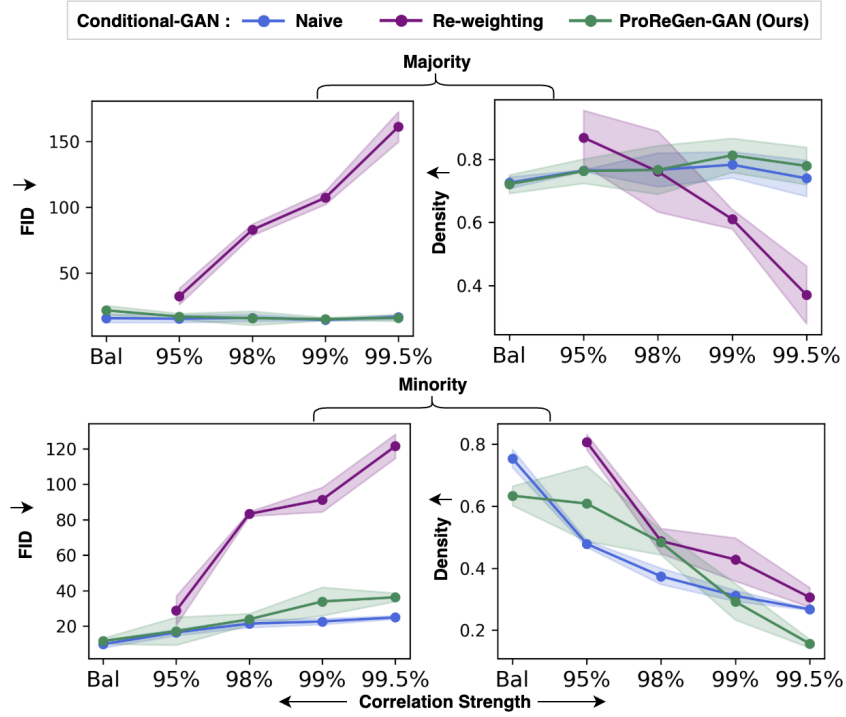 Conditional-GAN : Naive Re-weighting ProReGen-GAN (Ours)
Majority
FID
150
100
50
Bal 95% 98% 99% 99.5%
Density
0.8
0.6
0.4
Bal 95% 98% 99% 99.5%
Minority
FID
120
100
80
60
40
20
Bal 95% 98% 99% 99.5%
Density
0.8
0.6
0.4
0.2
Bal 95% 98% 99% 99.5%
Correlation Strength